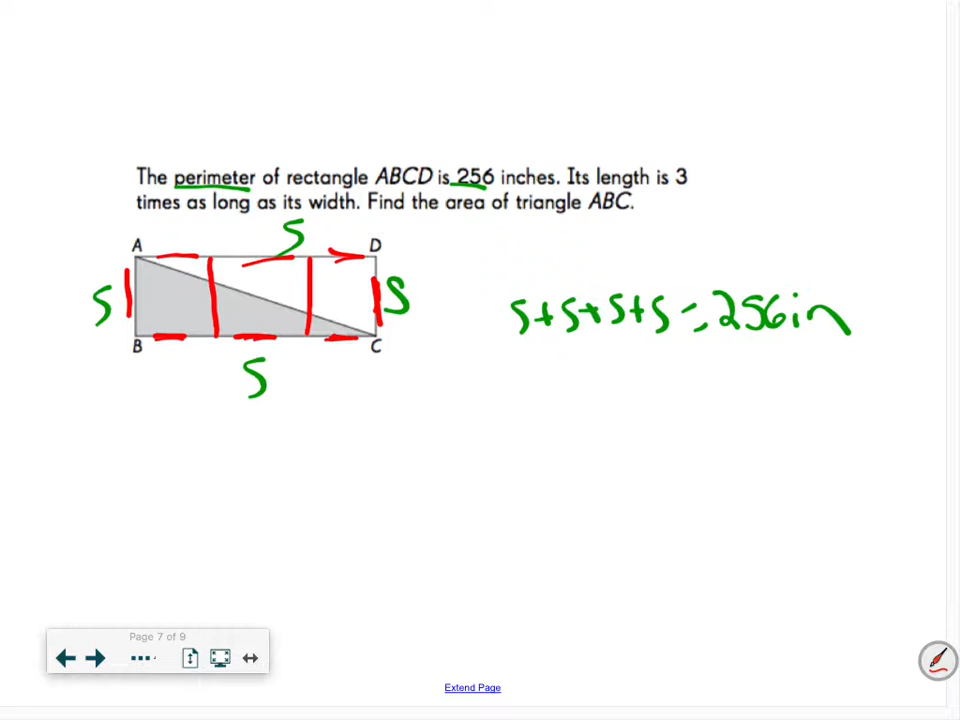 The perimeter of rectangle ABCD is 256 inches. Its length is 3
times as long as its width. Find the area of triangle ABC.
S
A
D
S
S
S+S+S+S=256in
B
C
S
Page 7 of 9
Extend Page